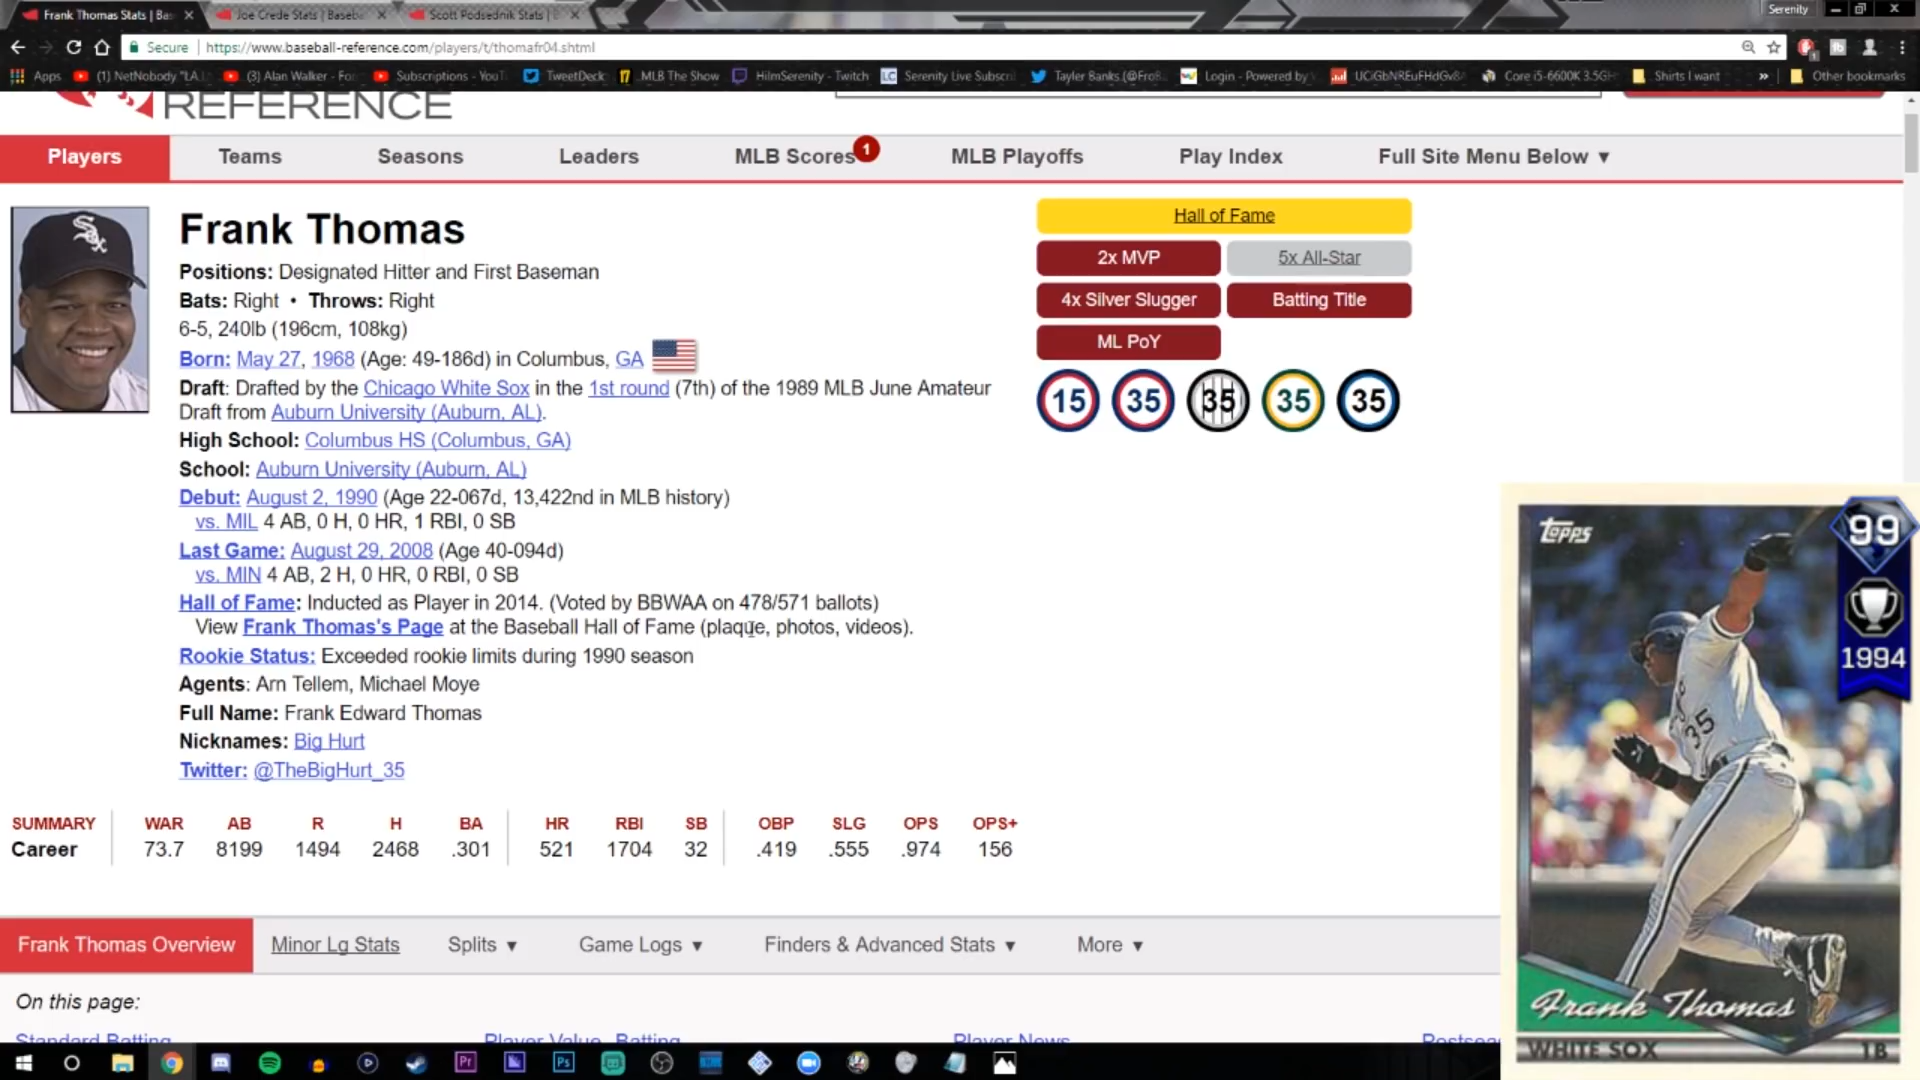 Frank Thomas Stats | Bas
Joe Crede Stats | Baseba
Scott Podsednik Stats | B
Serenity
Secure
https://www.baseball-reference.com/players/t/thomafr04.shtml
Apps
(1) NetNobody "LA
(3) Alan Walker - Fo
Subscriptions - YouT
TweetDeck
MLB The Show
HilmSerenity - Twitch
Serenity Live Subscri
Tayler Banks (@Fro
Login - Powered by
UCiGbNREuFHdGv8
Core i5-6600K 3.5GH
Shirts I want
»
Other bookmarks
REFERENCE
Players
Teams
Seasons
Leaders
MLB Scores 1
MLB Playoffs
Play Index
Full Site Menu Below ▼
Frank Thomas
Positions: Designated Hitter and First Baseman
Bats: Right • Throws: Right
6-5, 240lb (196cm, 108kg)
Born: May 27, 1968 (Age: 49-186d) in Columbus, GA
Draft: Drafted by the Chicago White Sox in the 1st round (7th) of the 1989 MLB June Amateur
Draft from Auburn University (Auburn, AL).
High School: Columbus HS (Columbus, GA)
School: Auburn University (Auburn, AL)
Debut: August 2, 1990 (Age 22-067d, 13,422nd in MLB history)
vs. MIL 4 AB, 0 H, 0 HR, 1 RBI, 0 SB
Last Game: August 29, 2008 (Age 40-094d)
vs. MIN 4 AB, 2 H, 0 HR, 0 RBI, 0 SB
Hall of Fame: Inducted as Player in 2014. (Voted by BBWAA on 478/571 ballots)
View Frank Thomas's Page at the Baseball Hall of Fame (plaque, photos, videos).
Rookie Status: Exceeded rookie limits during 1990 season
Agents: Arn Tellem, Michael Moye
Full Name: Frank Edward Thomas
Nicknames: Big Hurt
Twitter: @TheBigHurt_35
Hall of Fame
2x MVP
5x All-Star
4x Silver Slugger
Batting Title
ML PoY
15 35 35 35 35
SUMMARY WAR AB R H BA HR RBI SB OBP SLG OPS OPS+
Career 73.7 8199 1494 2468 .301 521 1704 32 .419 .555 .974 156
Frank Thomas Overview
Minor Lg Stats
Splits ▼
Game Logs ▼
Finders & Advanced Stats ▼
More ▼
On this page:
Standard Batting
Player Value
Batting
Player News
Postsea
Topps
99
1994
35
Frank Thomas
WHITE SOX
1B